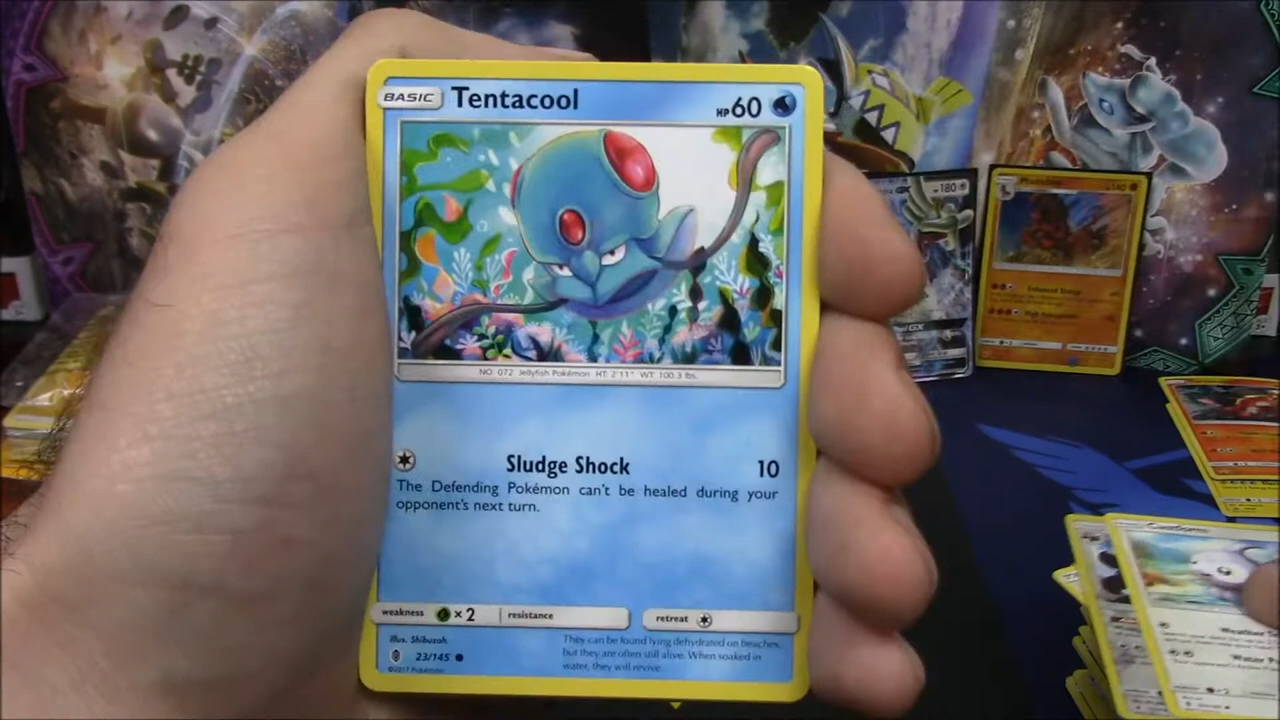 BASIC Tentacool HP60
NO. 072 Jellyfish Pokémon HT: 2'11" WT: 100.3 lbs.
Sludge Shock 10
The Defending Pokémon can't be healed during your
opponent's next turn.
weakness ×2 resistance retreat
Illus. Shibuzoh.
23/145
©2017 Pokémon
They can be found lying dehydrated on beaches,
but they are often still alive. When soaked in
water, they will revive.
180
GX
140
Castform